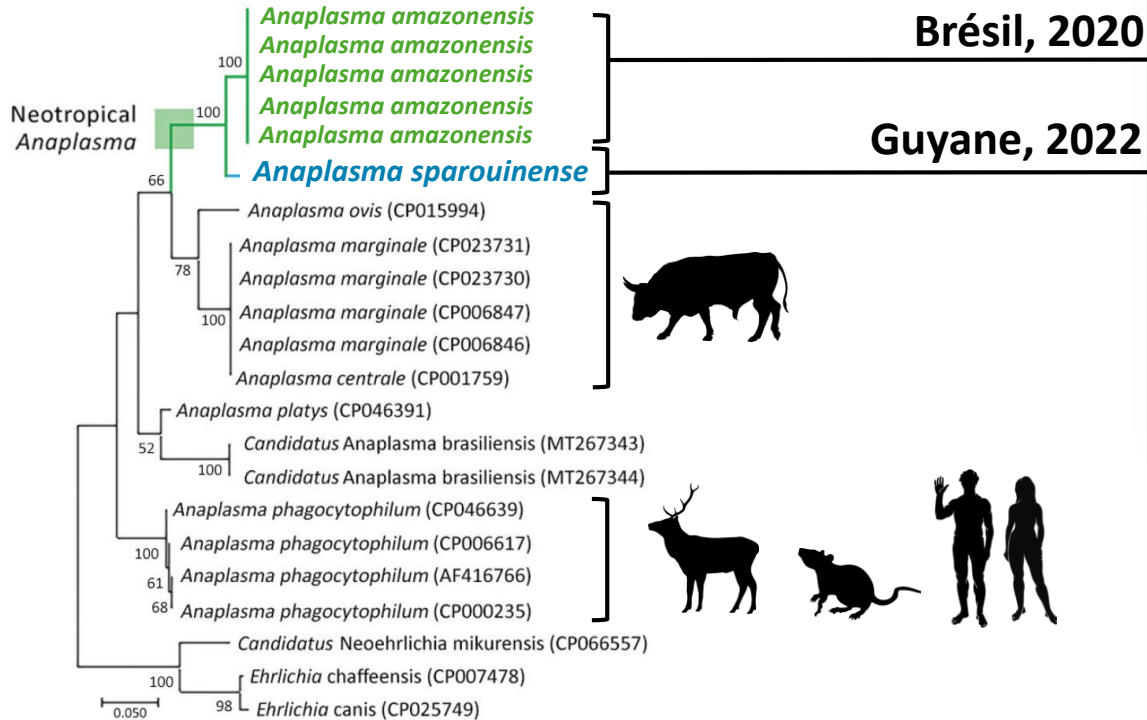 Anaplasma amazonensis
Brésil, 2020
Anaplasma amazonensis
Anaplasma amazonensis
100
Anaplasma amazonensis
Neotropical
Anaplasma
100
Anaplasma amazonensis
Guyane, 2022
Anaplasma sparouinense
66
Anaplasma ovis (CP015994)
Anaplasma marginale (CP023731)
78
Anaplasma marginale (CP023730)
Anaplasma marginale (CP006847)
100
Anaplasma marginale (CP006846)
Anaplasma centrale (CP001759)
Anaplasma platys (CP046391)
52
Candidatus Anaplasma brasiliensis (MT267343)
100
Candidatus Anaplasma brasiliensis (MT267344)
Anaplasma phagocytophilum (CP046639)
100
Anaplasma phagocytophilum (CP006617)
61
Anaplasma phagocytophilum (AF416766)
68
Anaplasma phagocytophilum (CP000235)
Candidatus Neoehrlichia mikurensis (CP066557)
100
Ehrlichia chaffeensis (CP007478)
98
Ehrlichia canis (CP025749)
0.050